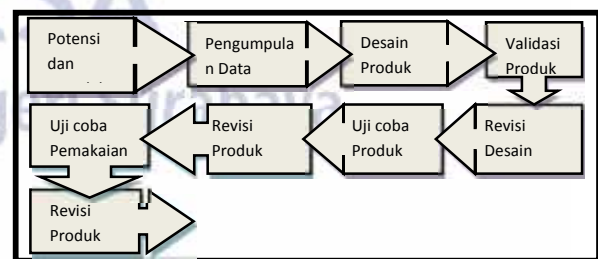 Potensi
dan
Pengumpula
n Data
Desain
Produk
Validasi
Produk
Uji coba
Pemakaian
Revisi
Produk
Uji coba
Produk
Revisi
Desain
Revisi
Produk